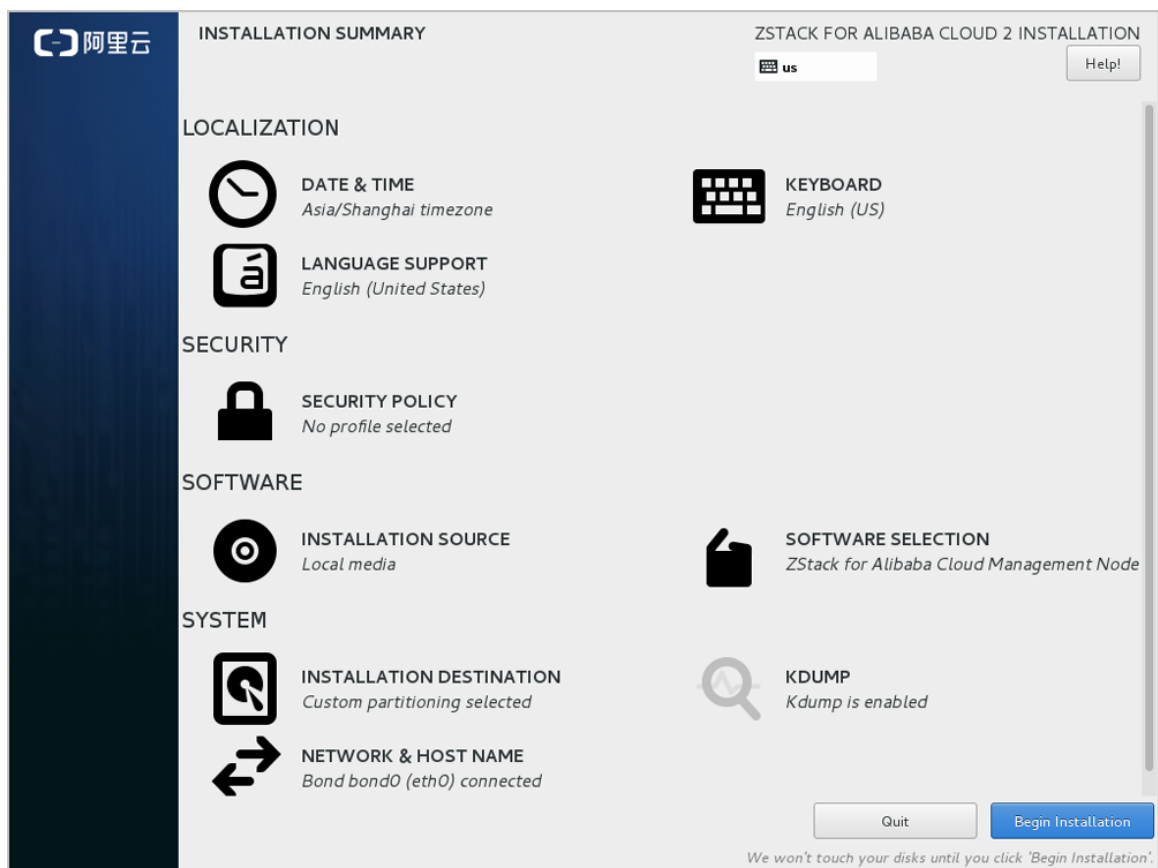 阿里云
INSTALLATION SUMMARY
ZSTACK FOR ALIBABA CLOUD 2 INSTALLATION
us
Help!
LOCALIZATION
DATE & TIME
Asia/Shanghai timezone
KEYBOARD
English (US)
LANGUAGE SUPPORT
English (United States)
SECURITY
SECURITY POLICY
No profile selected
SOFTWARE
INSTALLATION SOURCE
Local media
SOFTWARE SELECTION
ZStack for Alibaba Cloud Management Node
SYSTEM
INSTALLATION DESTINATION
Custom partitioning selected
KDUMP
Kdump is enabled
NETWORK & HOST NAME
Bond bond0 (eth0) connected
Quit
Begin Installation
We won't touch your disks until you click 'Begin Installation'.